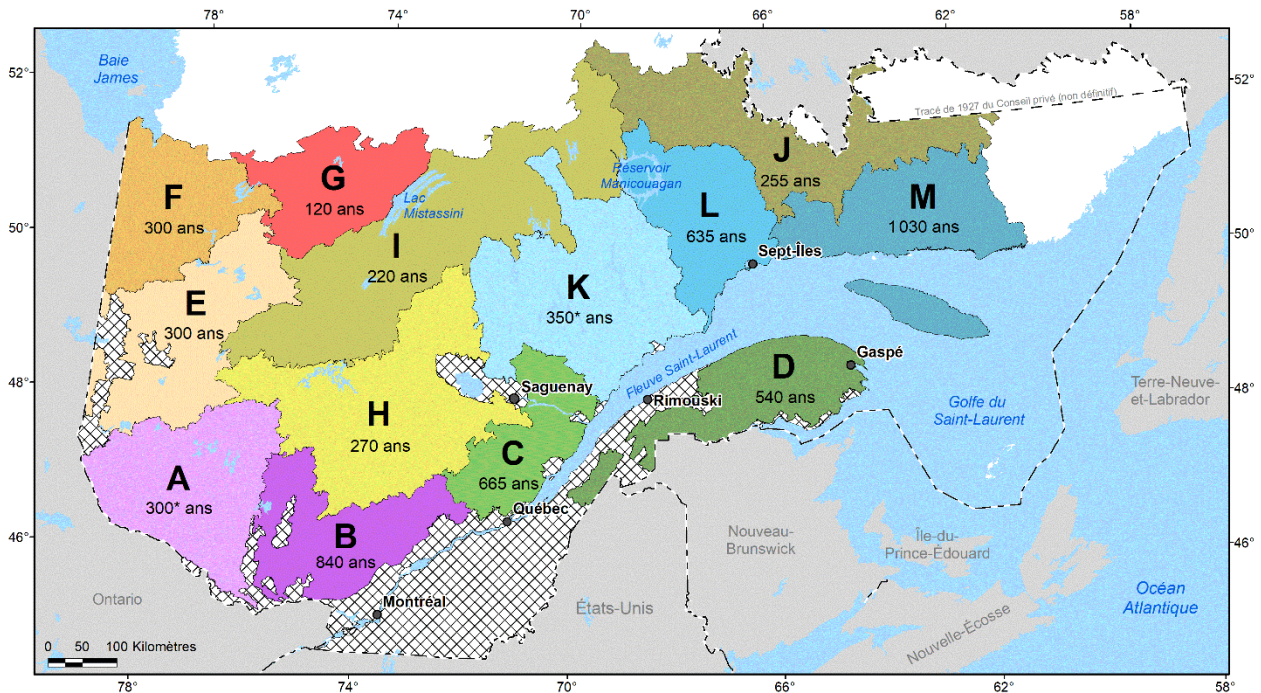 78°
74°
70°
66°
62°
58°
Baie
James
52°
52°
Tracé de 1927 du Conseil privé (non définitif)
J
255 ans
G
120 ans
Réservoir
Manicouagan
F
300 ans
Lac
Mistassini
L
635 ans
M
1 030 ans
50°
50°
I
220 ans
Sept-Îles
E
300 ans
K
350* ans
Fleuve Saint-Laurent
Gaspé
D
540 ans
48°
48°
Saguenay
Rimouski
Terre-Neuve-
et-Labrador
Golfe du
Saint-Laurent
H
270 ans
C
665 ans
A
300* ans
Québec
B
840 ans
46°
46°
Nouveau-
Brunswick
Île-du-
Prince-Édouard
Ontario
Montréal
États-Unis
Nouvelle-Écosse
Océan
Atlantique
0 50 100 Kilomètres
78°
74°
70°
66°
62°
58°